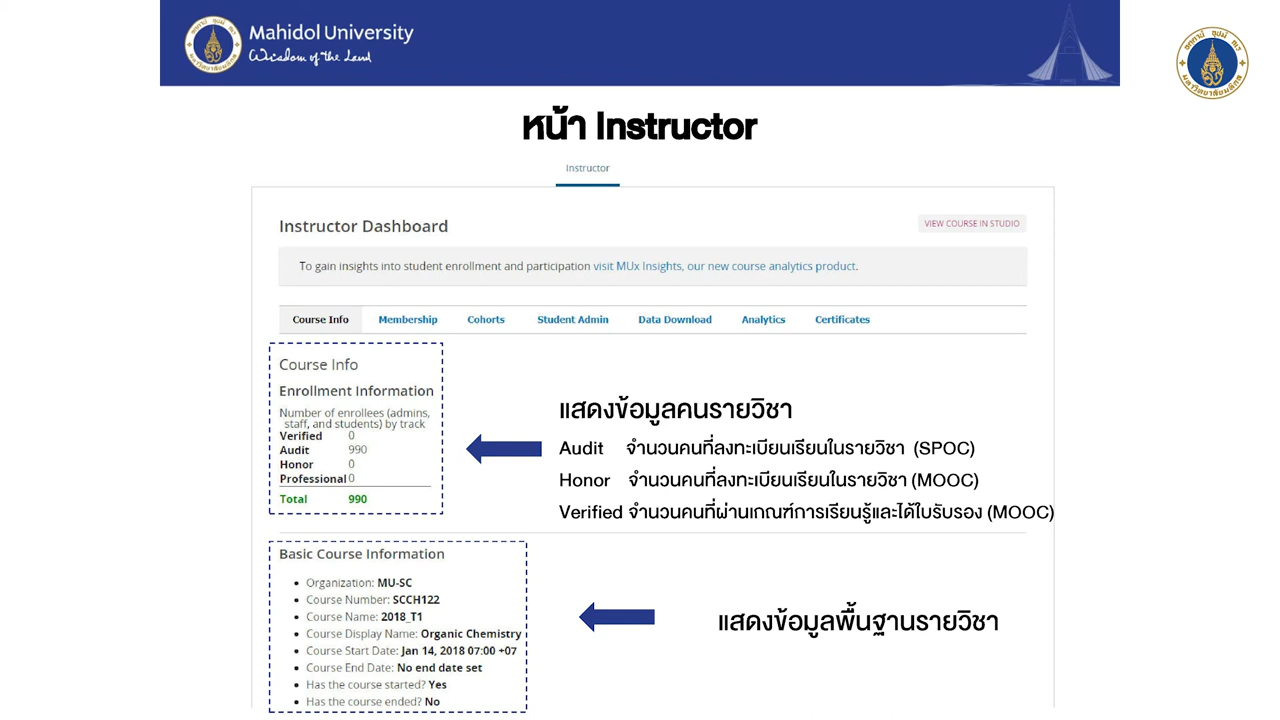 Mahidol University
Wisdom of the Land
หน้า Instructor
Instructor
Instructor Dashboard
VIEW COURSE IN STUDIO
To gain insights into student enrollment and participation visit MUx Insights, our new course analytics product.
Course Info Membership Cohorts Student Admin Data Download Analytics Certificates
Course Info
Enrollment Information
Number of enrollees (admins,
staff, and students) by track
Verified 0
Audit 990
Honor 0
Professional 0
Total 990
แสดงข้อมูลคนรายวิชา
Audit จำนวนคนที่ลงทะเบียนเรียนในรายวิชา (SPOC)
Honor จำนวนคนที่ลงทะเบียนเรียนในรายวิชา (MOOC)
Verified จำนวนคนที่ผ่านเกณฑ์การเรียนรู้และได้ใบรับรอง (MOOC)
Basic Course Information
Organization: MU-SC
Course Number: SCCH122
Course Name: 2018_T1
Course Display Name: Organic Chemistry
Course Start Date: Jan 14, 2018 07:00 +07
Course End Date: No end date set
Has the course started? Yes
Has the course ended? No
แสดงข้อมูลพื้นฐานรายวิชา